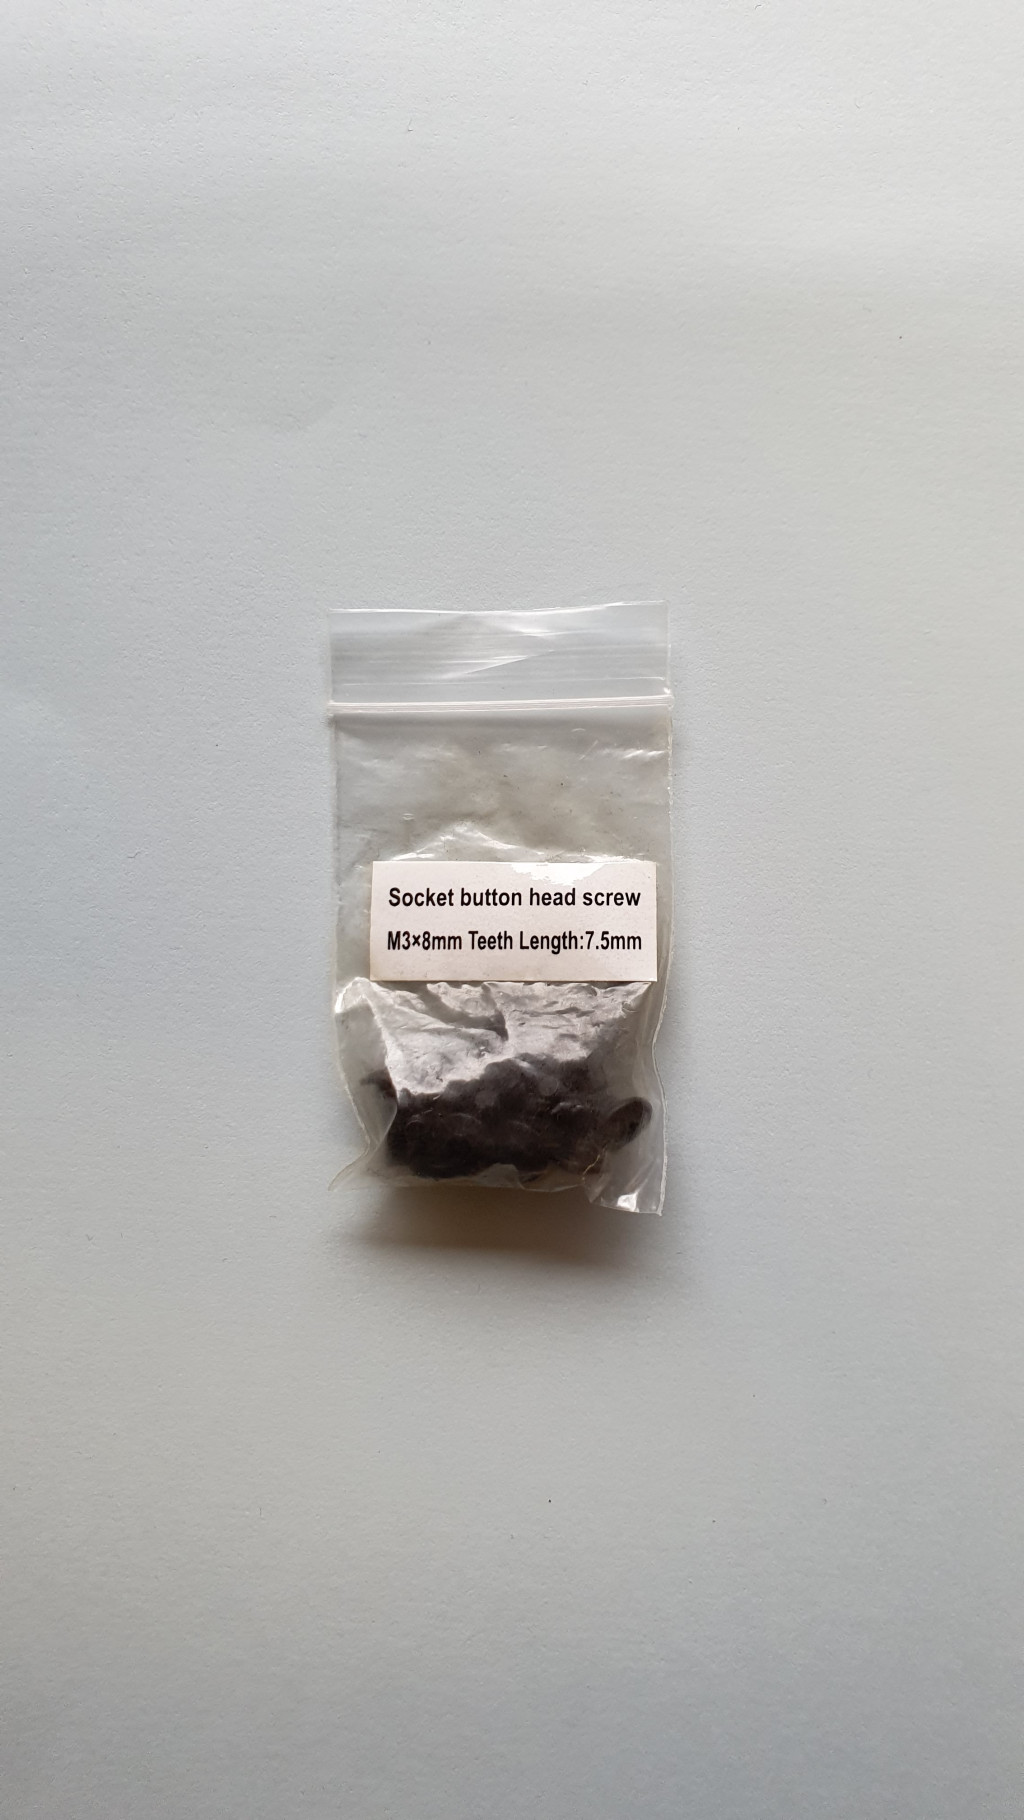 Socket button head screw
M3×8mm Teeth Length:7.5mm